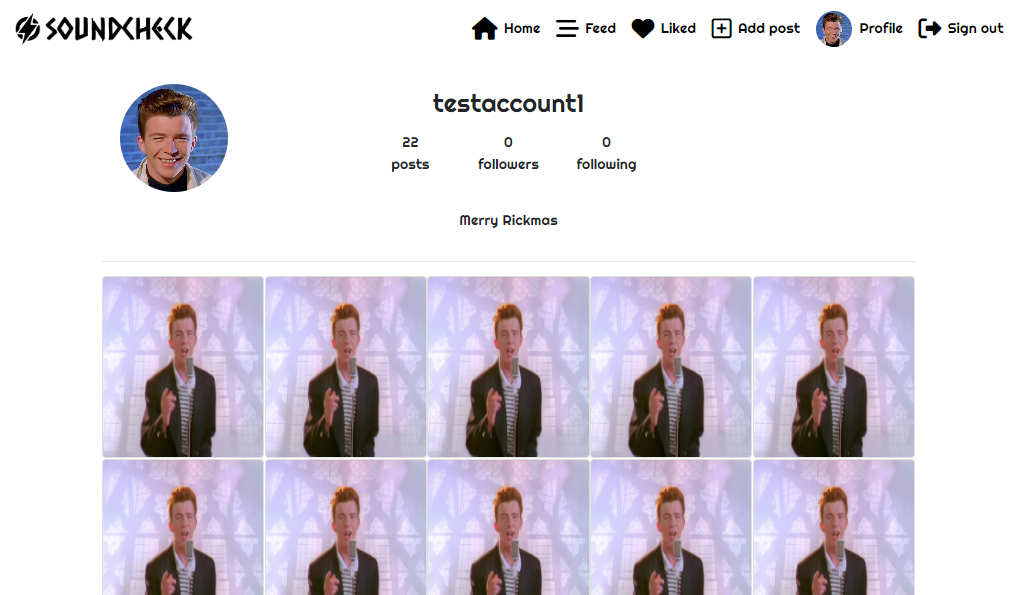 SOUNDCHECK
Home Feed Liked Add post Profile Sign out
testaccount1
22 0 0
posts followers following
Merry Rickmas